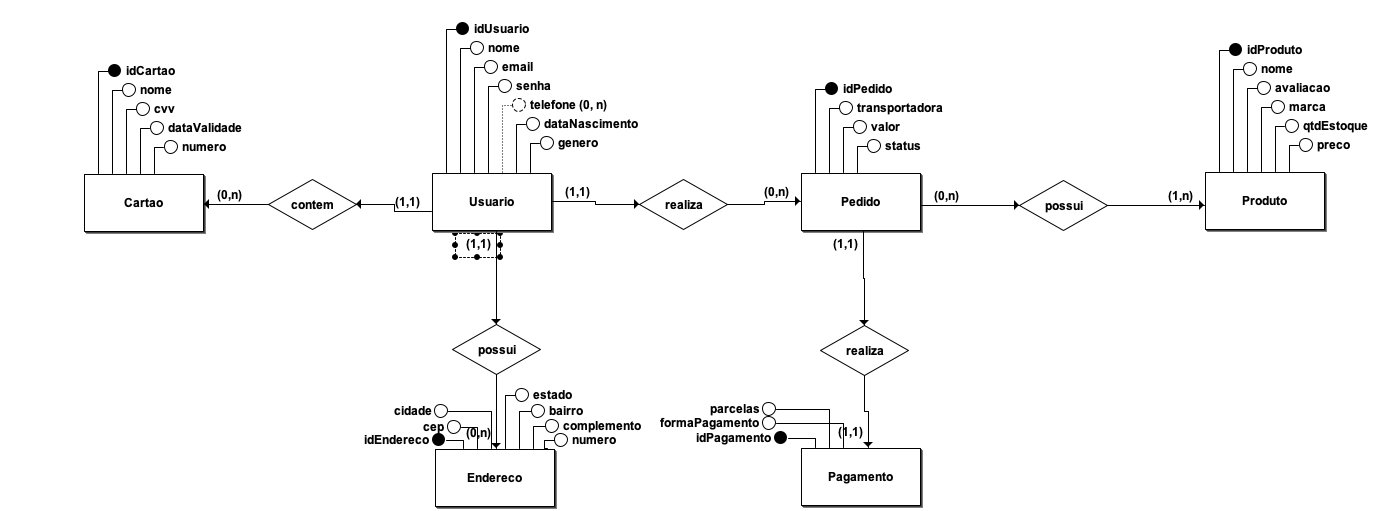 idCartao
nome
cvv
dataValidade
numero
Cartao
(0,n)
contem
(1,1)
idUsuario
nome
email
senha
telefone (0, n)
dataNascimento
genero
Usuario
(1,1)
realiza
(0,n)
idPedido
transportadora
valor
status
Pedido
(0,n)
possui
(1,n)
idProduto
nome
avaliacao
marca
qtdEstoque
preco
Produto
(1,1)
possui
estado
cidade
bairro
cep
(0,n)
complemento
idEndereco
numero
Endereco
(1,1)
realiza
parcelas
formaPagamento
(1,1)
idPagamento
Pagamento